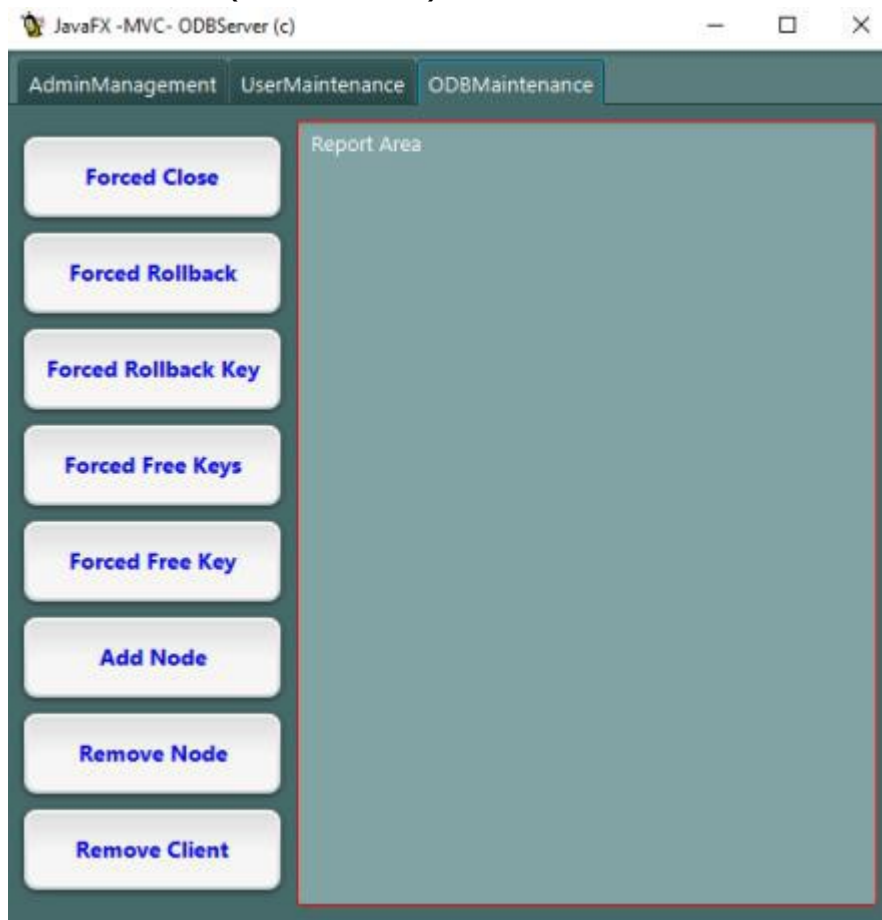 JavaFX -MVC- ODBServer (c)
AdminManagement UserMaintenance ODBMaintenance
Report Area
Forced Close
Forced Rollback
Forced Rollback Key
Forced Free Keys
Forced Free Key
Add Node
Remove Node
Remove Client